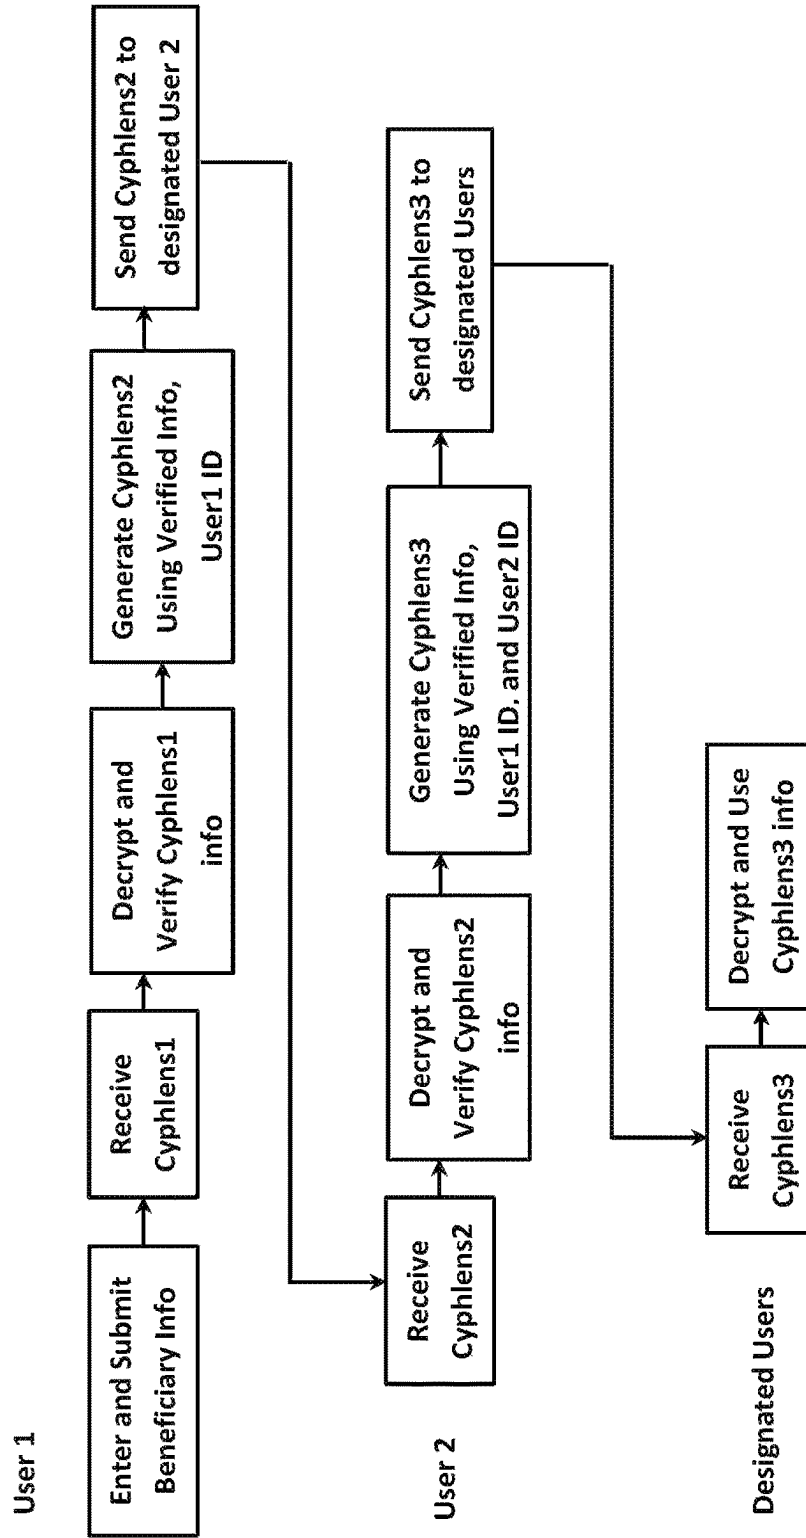 User 1
Enter and Submit
Beneficiary Info
Receive
Cyphlens1
Decrypt and
Verify Cyphlens1
info
Generate Cyphlens2
Using Verified Info,
User1 ID
Send Cyphlens2 to
designated User 2
User 2
Receive
Cyphlens2
Decrypt and
Verify Cyphlens2
info
Generate Cyphlens3
Using Verified Info,
User1 ID. and User2 ID
Send Cyphlens3 to
designated Users
Designated Users
Receive
Cyphlens3
Decrypt and Use
Cyphlens3 info